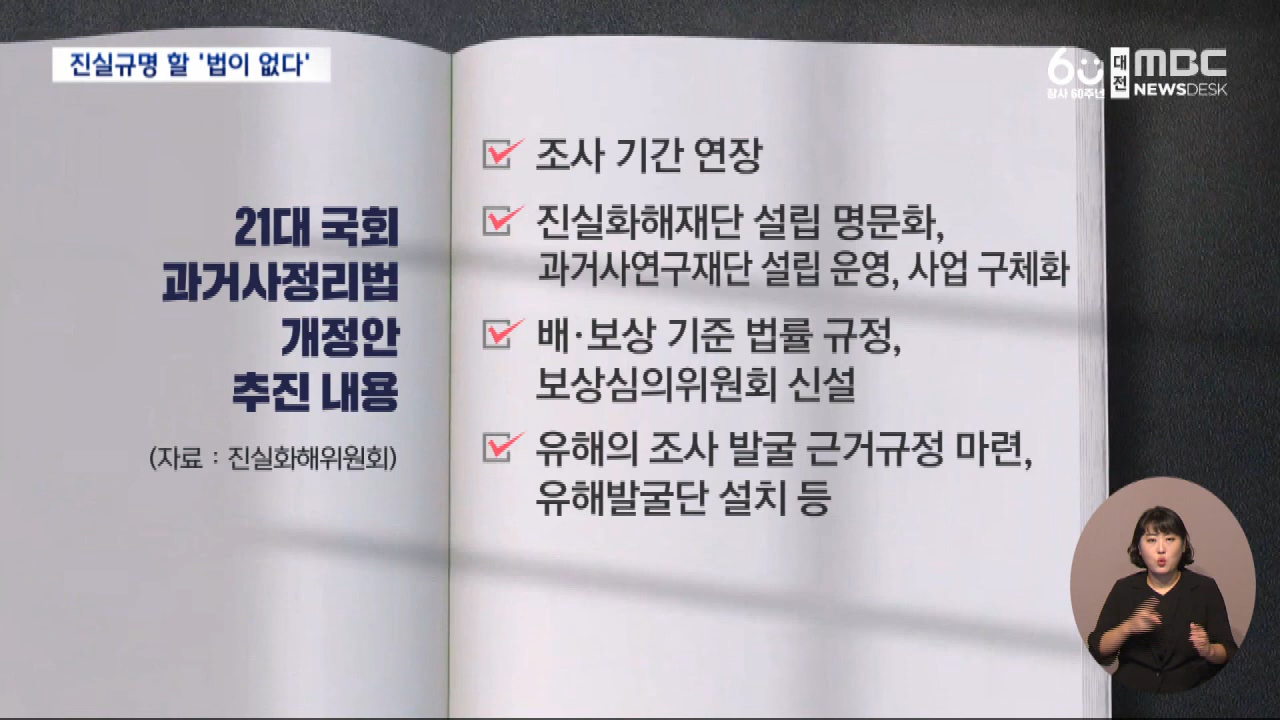 진실규명 할 '법이 없다'
60
창사 60주년
대전
MBC
NEWSDESK
21대 국회
과거사정리법
개정안
추진 내용
(자료 : 진실화해위원회)
조사 기간 연장
진실화해재단 설립 명문화,
과거사연구재단 설립 운영, 사업 구체화
배·보상 기준 법률 규정,
보상심의위원회 신설
유해의 조사 발굴 근거규정 마련,
유해발굴단 설치 등